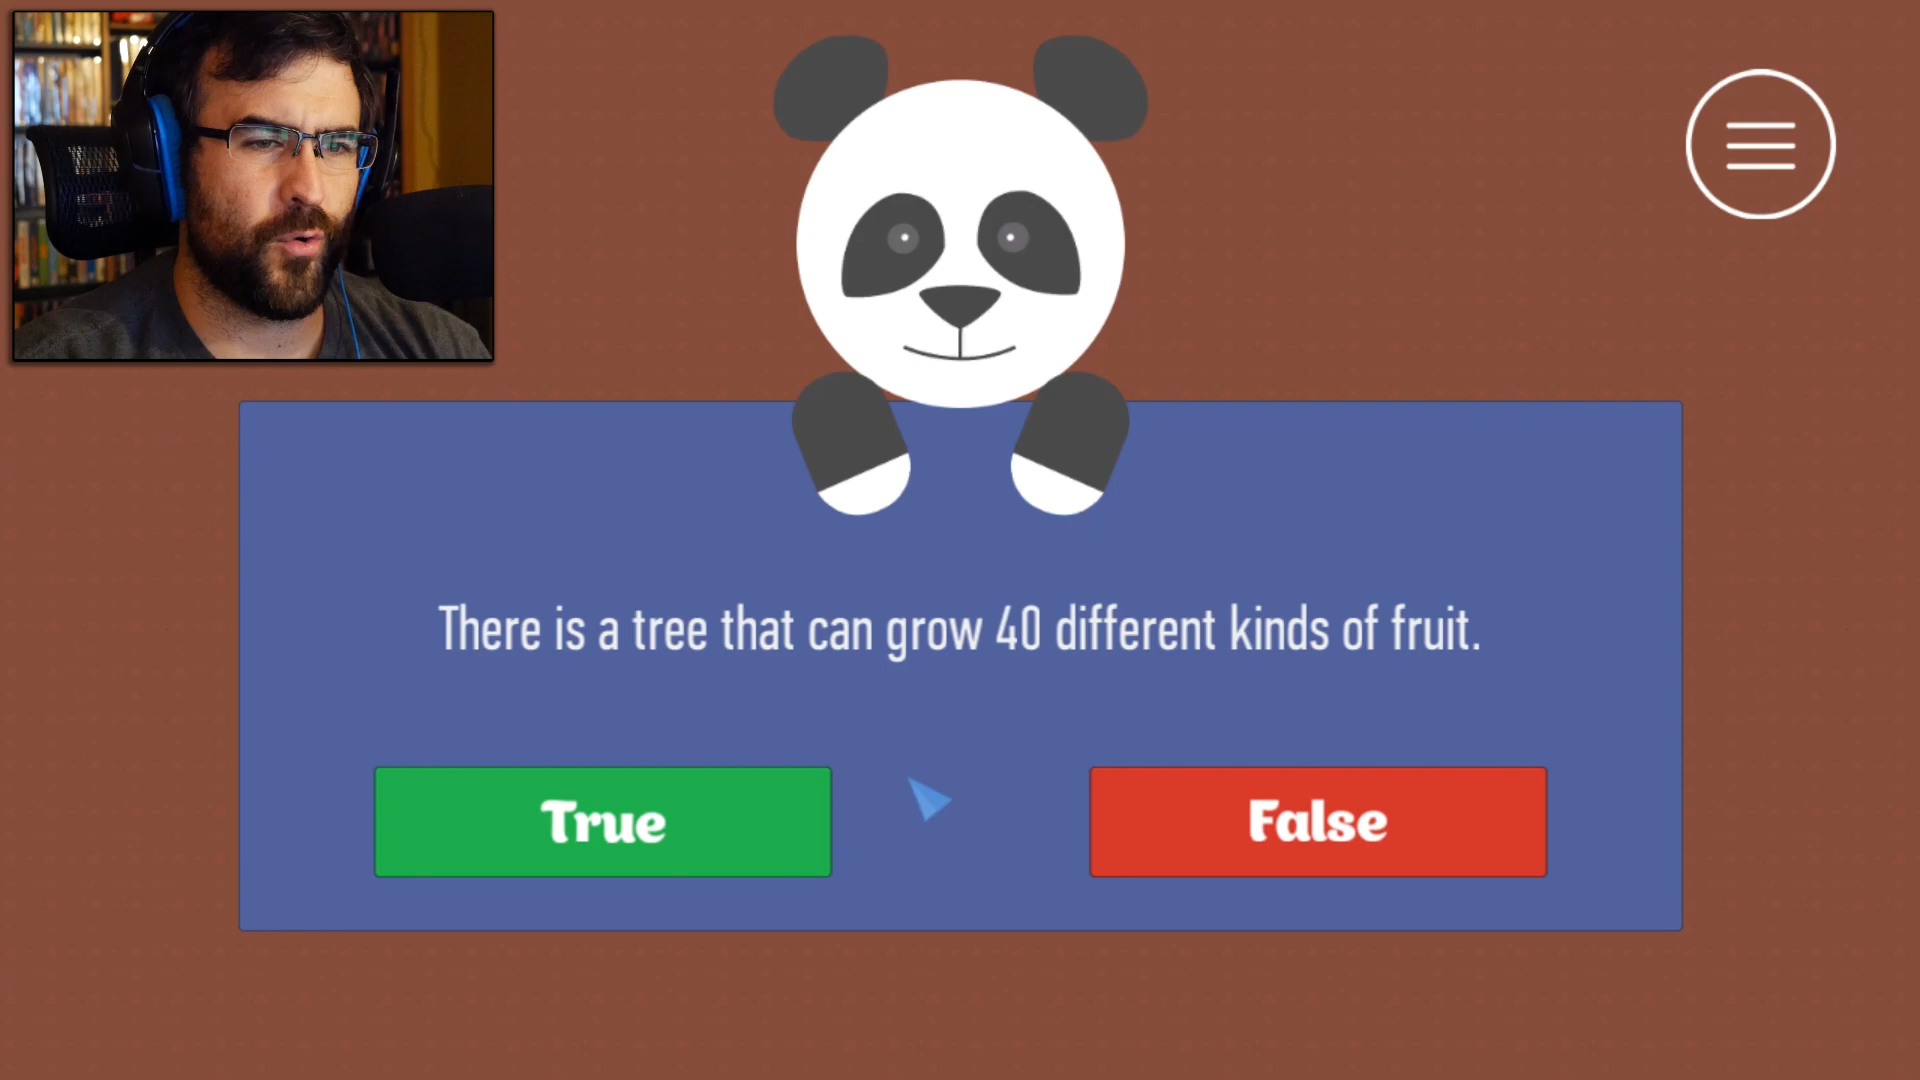 There is a tree that can grow 40 different kinds of fruit.
True
False